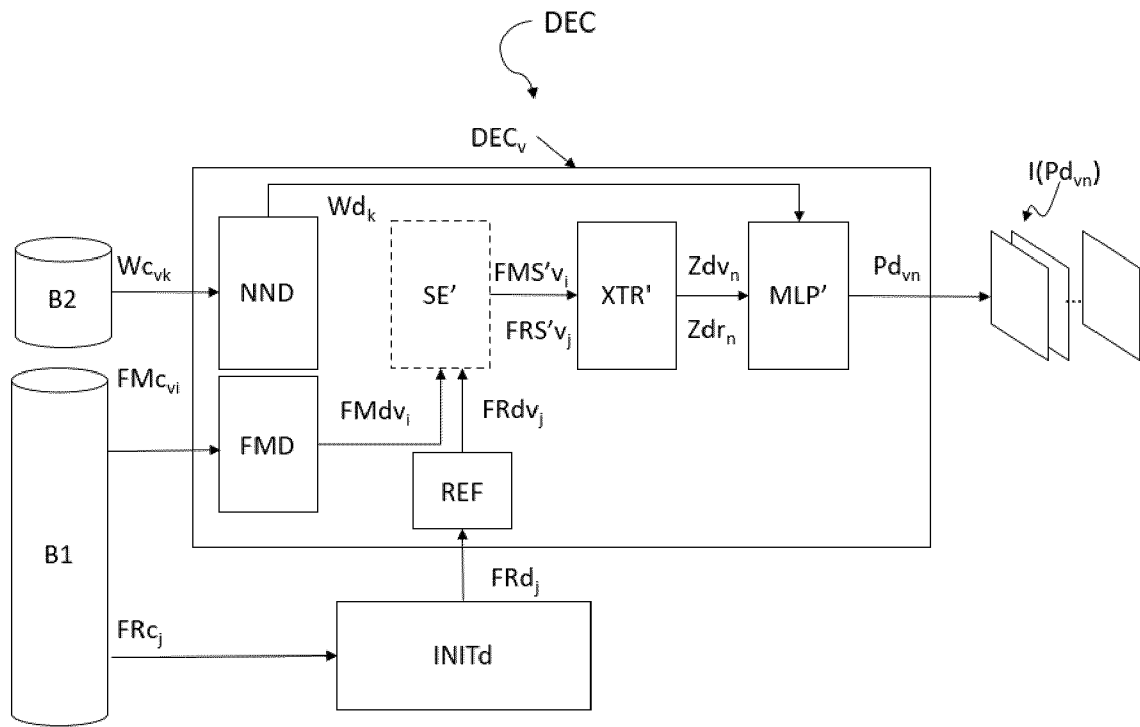 DEC
DECv
I(Pdvn)
Wdk
Wcvk
B2
NND
SE'
FMS'vi
FRS'vj
XTR'
Zdvn
Zdrn
MLP'
Pdvn
...
FMcvi
FMdvi
FRdvj
FMD
REF
B1
FRdj
FRcj
INITd